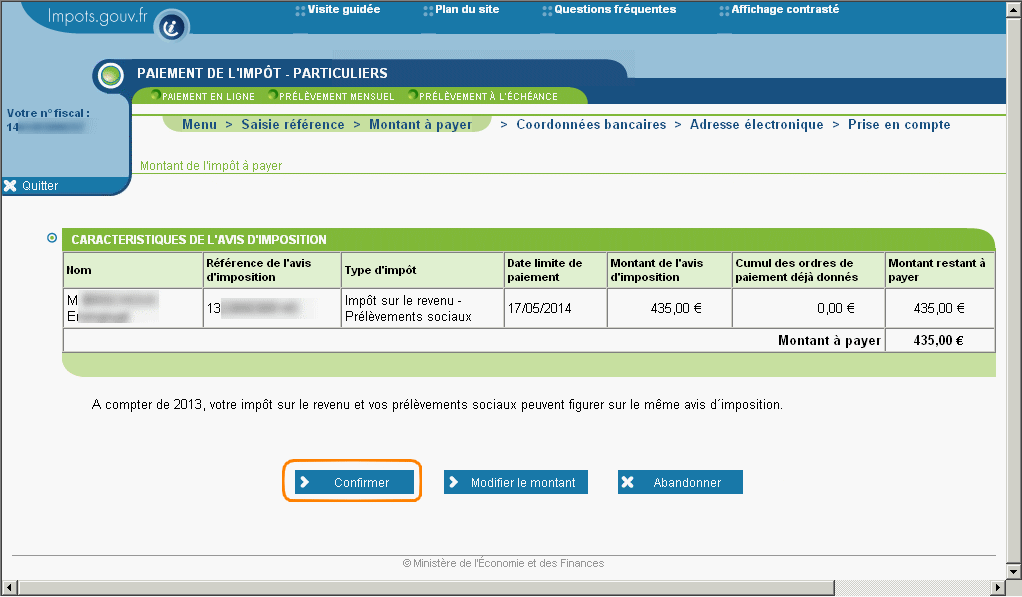 Impots.gouv.fr
Visite guidée
Plan du site
Questions fréquentes
Affichage contrasté
PAIEMENT DE L'IMPÔT - PARTICULIERS
PAIEMENT EN LIGNE
PRÉLÈVEMENT MENSUEL
PRÉLÈVEMENT À L'ÉCHÉANCE
Votre n° fiscal :
14
Menu > Saisie référence > Montant à payer > Coordonnées bancaires > Adresse électronique > Prise en compte
Montant de l'impôt à payer
Quitter
CARACTERISTIQUES DE L'AVIS D'IMPOSITION
Nom
Référence de l'avis
d'imposition
Type d'impôt
Date limite de
paiement
Montant de l'avis
d'imposition
Cumul des ordres de
paiement déjà donnés
Montant restant à
payer
M
13
Impôt sur le revenu -
Prélèvements sociaux
17/05/2014
435,00 €
0,00 €
435,00 €
Montant à payer
435,00 €
A compter de 2013, votre impôt sur le revenu et vos prélèvements sociaux peuvent figurer sur le même avis d´imposition.
Confirmer
Modifier le montant
Abandonner
© Ministère de l'Économie et des Finances